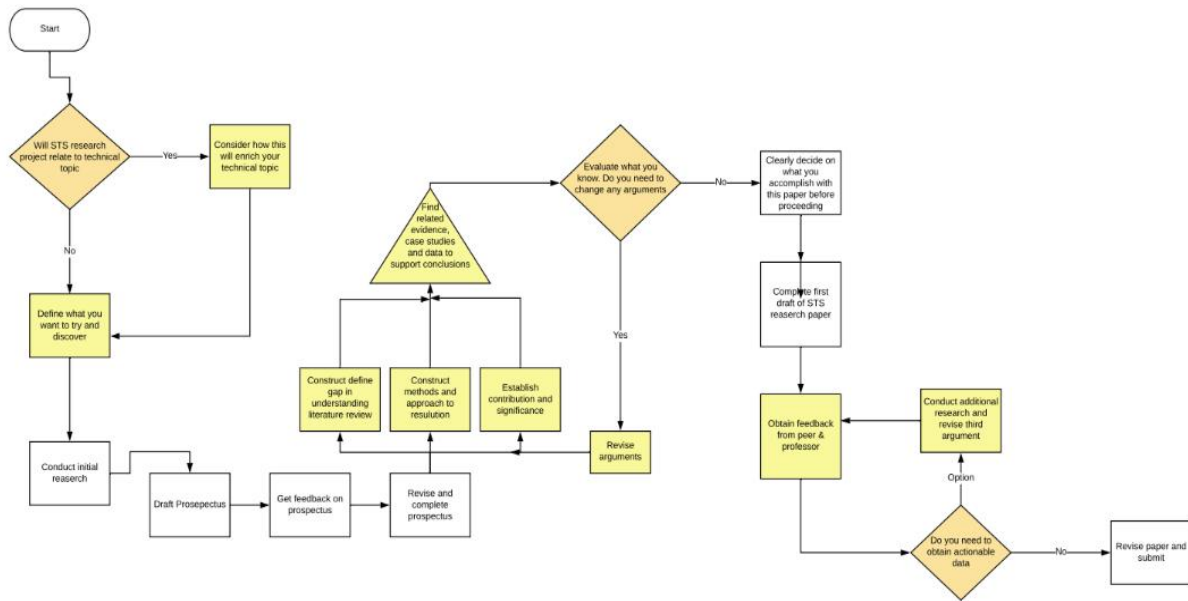 Start
Will STS research
project relate to technical
topic
Yes
Consider how this
will enrich your
technical topic
No
Define what you
want to try and
discover
Conduct initial
reaserch
Draft Prosepectus
Get feedback on
prospectus
Revise and
complete
prospectus
Construct define
gap in
understanding
literature review
Construct
methods and
approach to
resulution
Establish
contribution and
significance
Find
related
evidence,
case studies
and data to
support conclusions
Evaluate what you
know. Do you need to
change any arguments
Yes
Revise
arguments
No
Clearly decide on
what you
accomplish with
this paper before
proceeding
Complete first
draft of STS
reaserch paper
Obtain feedback
from peer &
professor
Conduct additional
research and
revise third
argument
Option
Do you need to
obtain actionable
data
No
Revise paper and
submit